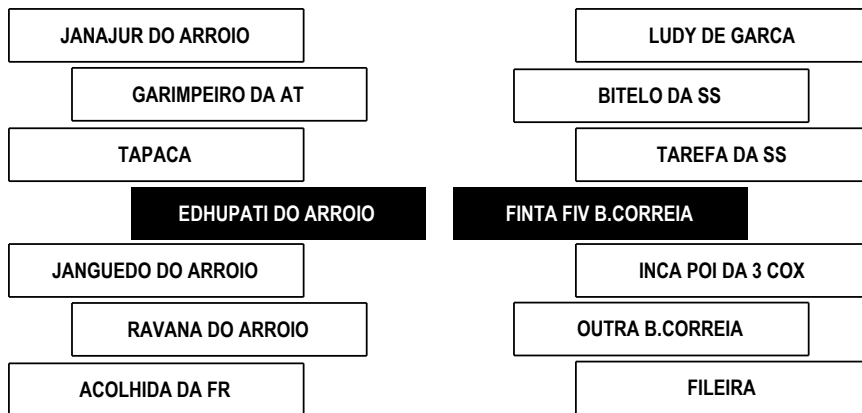 JANAJUR DO ARROIO
LUDY DE GARCA
GARIMPEIRO DA AT
BITELO DA SS
TAPACA
TAREFA DA SS
EDHUPATI DO ARROIO
FINTA FIV B.CORREIA
JANGUEDO DO ARROIO
INCA POI DA 3 COX
RAVANA DO ARROIO
OUTRA B.CORREIA
ACOLHIDA DA FR
FILEIRA